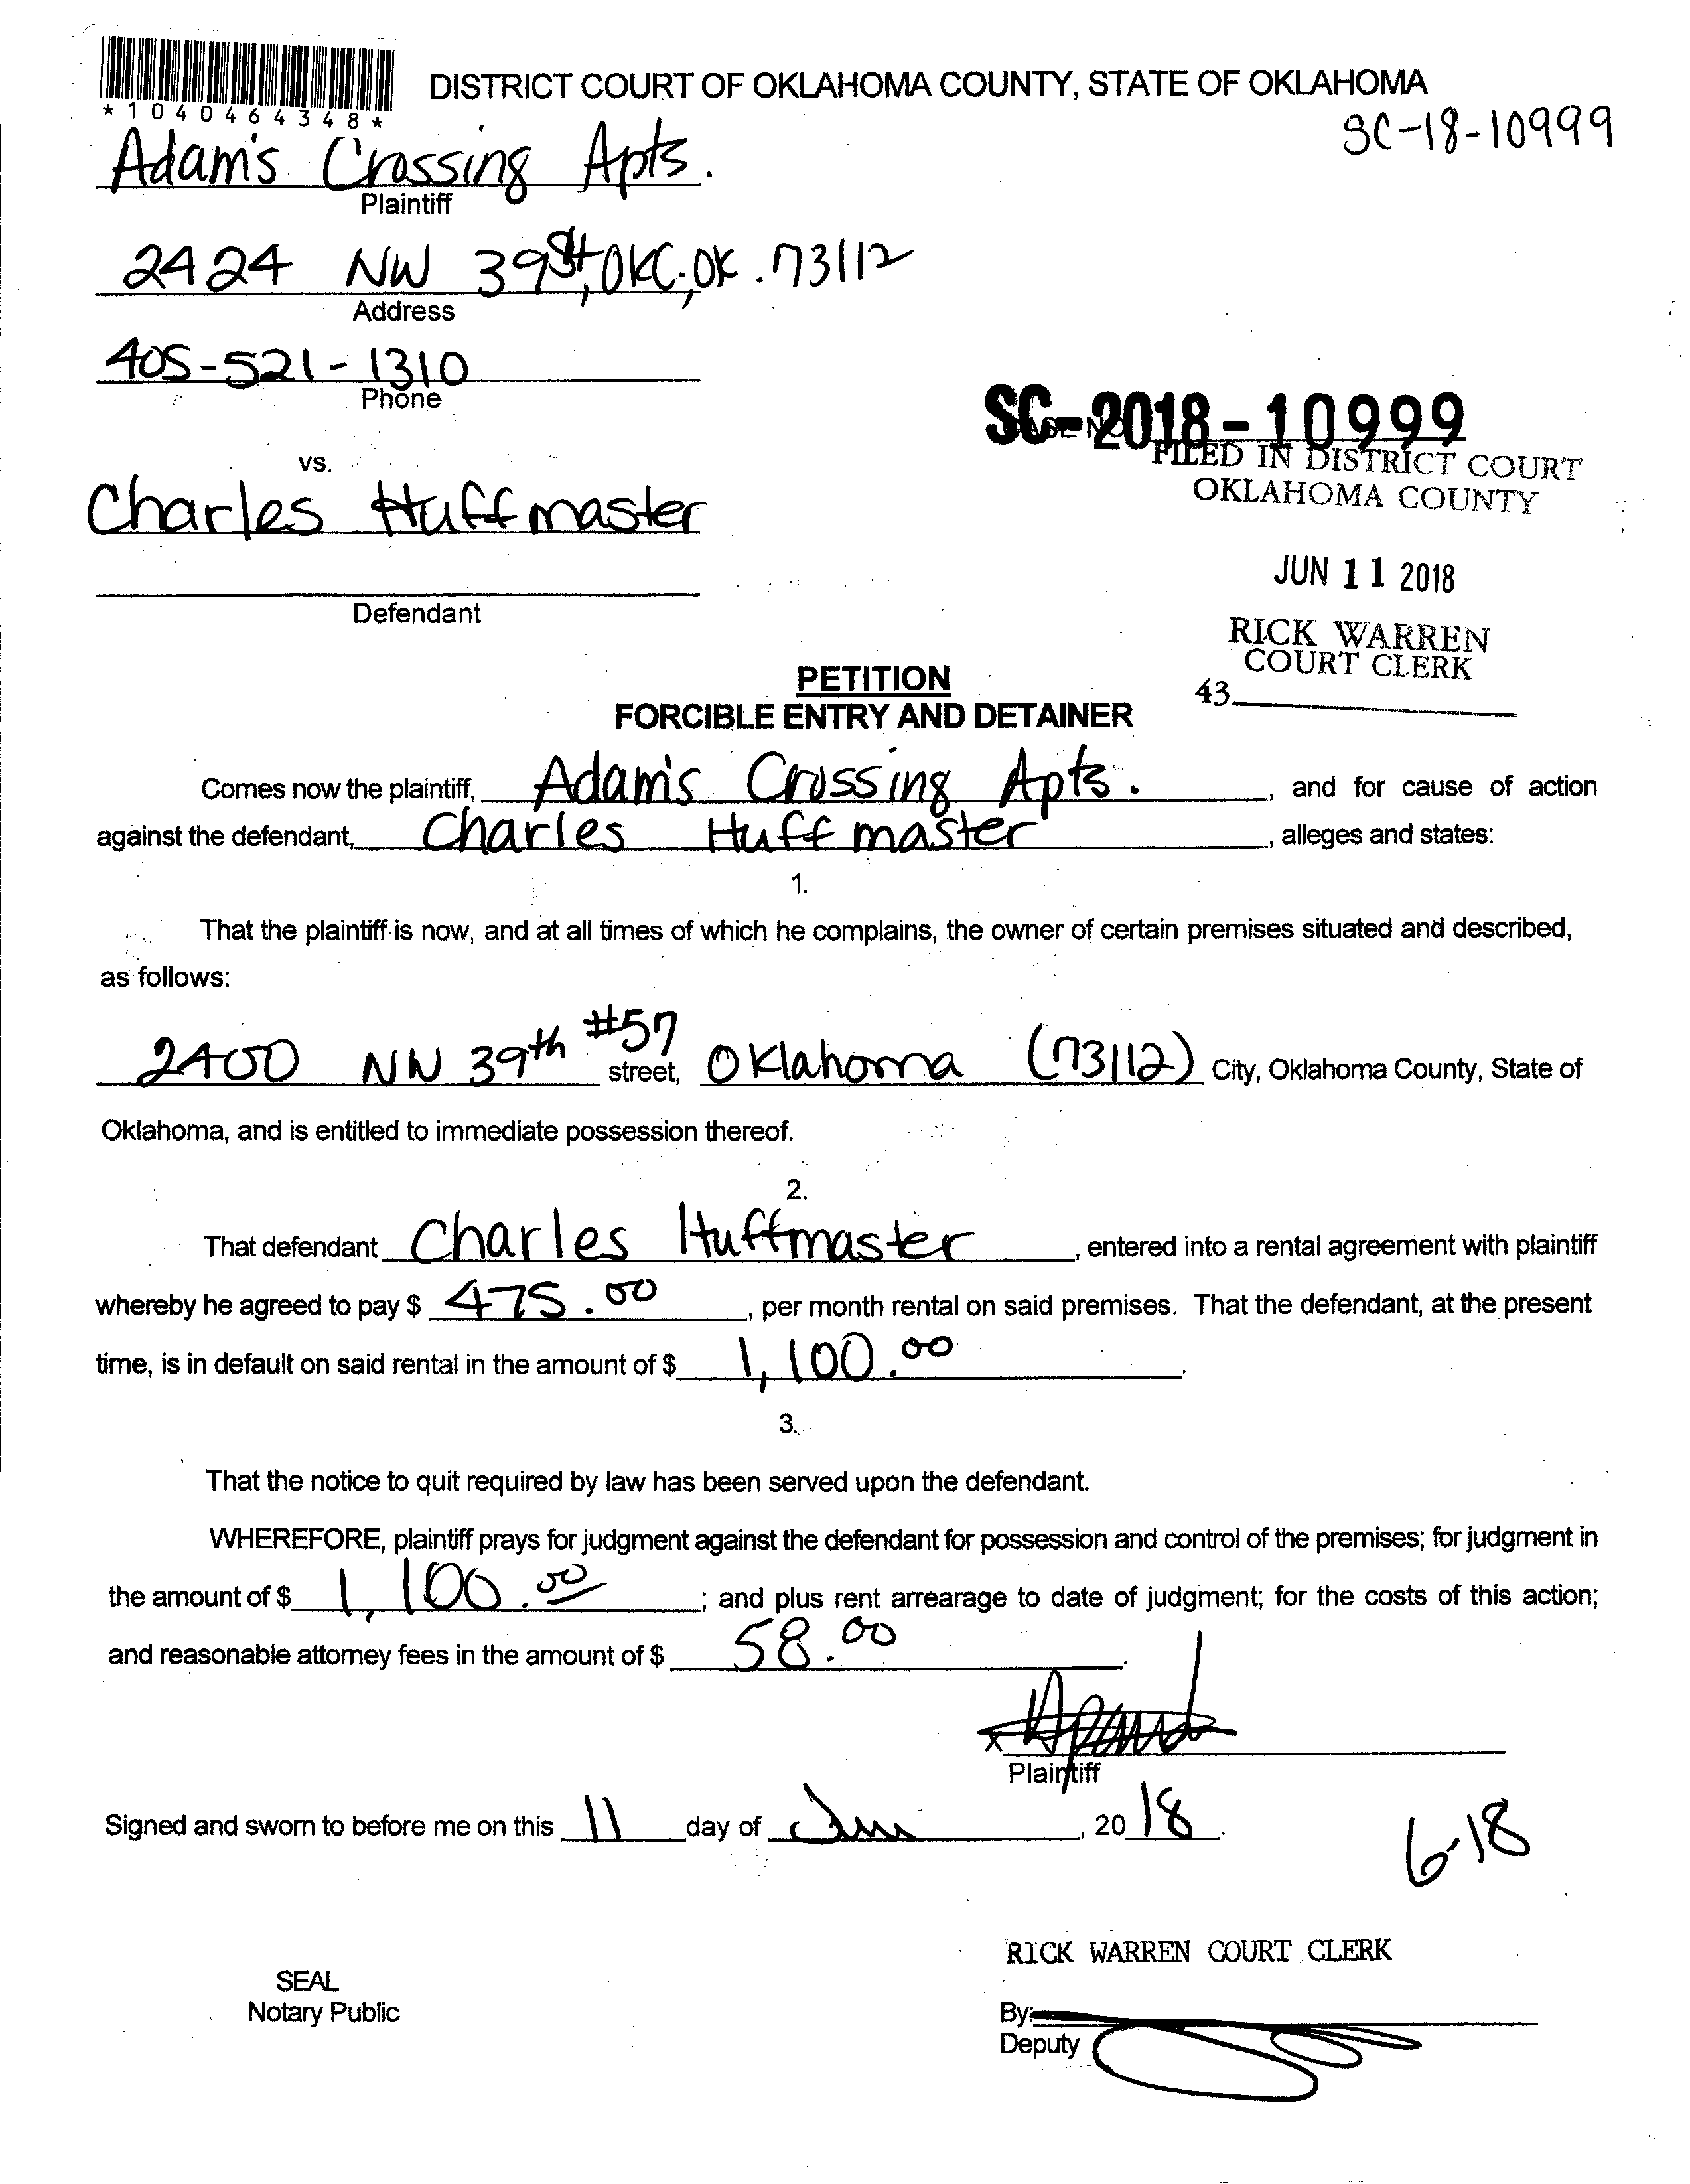 *1040464348*
DISTRICT COURT OF OKLAHOMA COUNTY, STATE OF OKLAHOMA
SC-18-10999
Adam's Crossing Apts.
Plaintiff
2424 NW 39St, OKC, OK. 73112
Address
405-521-1310
Phone
SC-2018-10999
FILED IN DISTRICT COURT
OKLAHOMA COUNTY
vs.
Charles Huffmaster
JUN 11 2018
Defendant
RICK WARREN
COURT CLERK
43
PETITION
FORCIBLE ENTRY AND DETAINER
Comes now the plaintiff, Adam's Crossing Apts. , and for cause of action
against the defendant, Charles Huffmaster , alleges and states:
1.
That the plaintiff is now, and at all times of which he complains, the owner of certain premises situated and described,
as follows:
2400 NW 39th #57 street, Oklahoma (73112) City, Oklahoma County, State of
Oklahoma, and is entitled to immediate possession thereof.
2.
That defendant Charles Huffmaster , entered into a rental agreement with plaintiff
whereby he agreed to pay $ 475.00 , per month rental on said premises. That the defendant, at the present
time, is in default on said rental in the amount of $ 1,100.00 .
3.
That the notice to quit required by law has been served upon the defendant.
WHEREFORE, plaintiff prays for judgment against the defendant for possession and control of the premises; for judgment in
the amount of $ 1,100.00 ; and plus rent arrearage to date of judgment; for the costs of this action;
and reasonable attorney fees in the amount of $ 58.00 .
x
Plaintiff
Signed and sworn to before me on this 11 day of Jun , 20 18 .
6-18
RICK WARREN COURT CLERK
SEAL
Notary Public
By:
Deputy